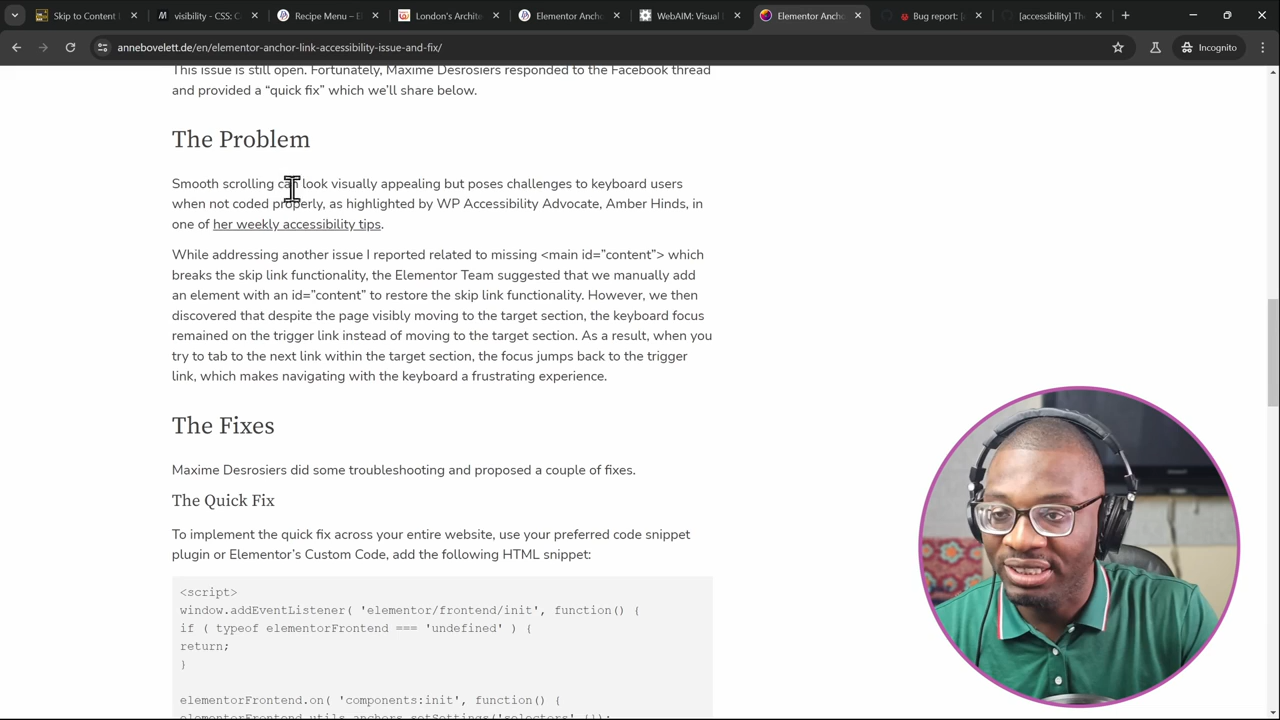 Skip to Content
visibility - CSS: C
Recipe Menu – E
London's Archite
Elementor Ancho
WebAIM: Visual
Elementor Ancho
Bug report: [
[accessibility] Th
annebovelett.de/en/elementor-anchor-link-accessibility-issue-and-fix/
Incognito
This issue is still open. Fortunately, Maxime Desrosiers responded to the Facebook thread
and provided a “quick fix” which we’ll share below.
The Problem
Smooth scrolling can look visually appealing but poses challenges to keyboard users
when not coded properly, as highlighted by WP Accessibility Advocate, Amber Hinds, in
one of her weekly accessibility tips.
While addressing another issue I reported related to missing <main id=”content”> which
breaks the skip link functionality, the Elementor Team suggested that we manually add
an element with an id=”content” to restore the skip link functionality. However, we then
discovered that despite the page visibly moving to the target section, the keyboard focus
remained on the trigger link instead of moving to the target section. As a result, when you
try to tab to the next link within the target section, the focus jumps back to the trigger
link, which makes navigating with the keyboard a frustrating experience.
The Fixes
Maxime Desrosiers did some troubleshooting and proposed a couple of fixes.
The Quick Fix
To implement the quick fix across your entire website, use your preferred code snippet
plugin or Elementor’s Custom Code, add the following HTML snippet:
<script>
window.addEventListener( 'elementor/frontend/init', function() {
if ( typeof elementorFrontend === 'undefined' ) {
return;
}
elementorFrontend.on( 'components:init', function() {
elementorFrontend.utils.anchors.setSettings('selectors' {});